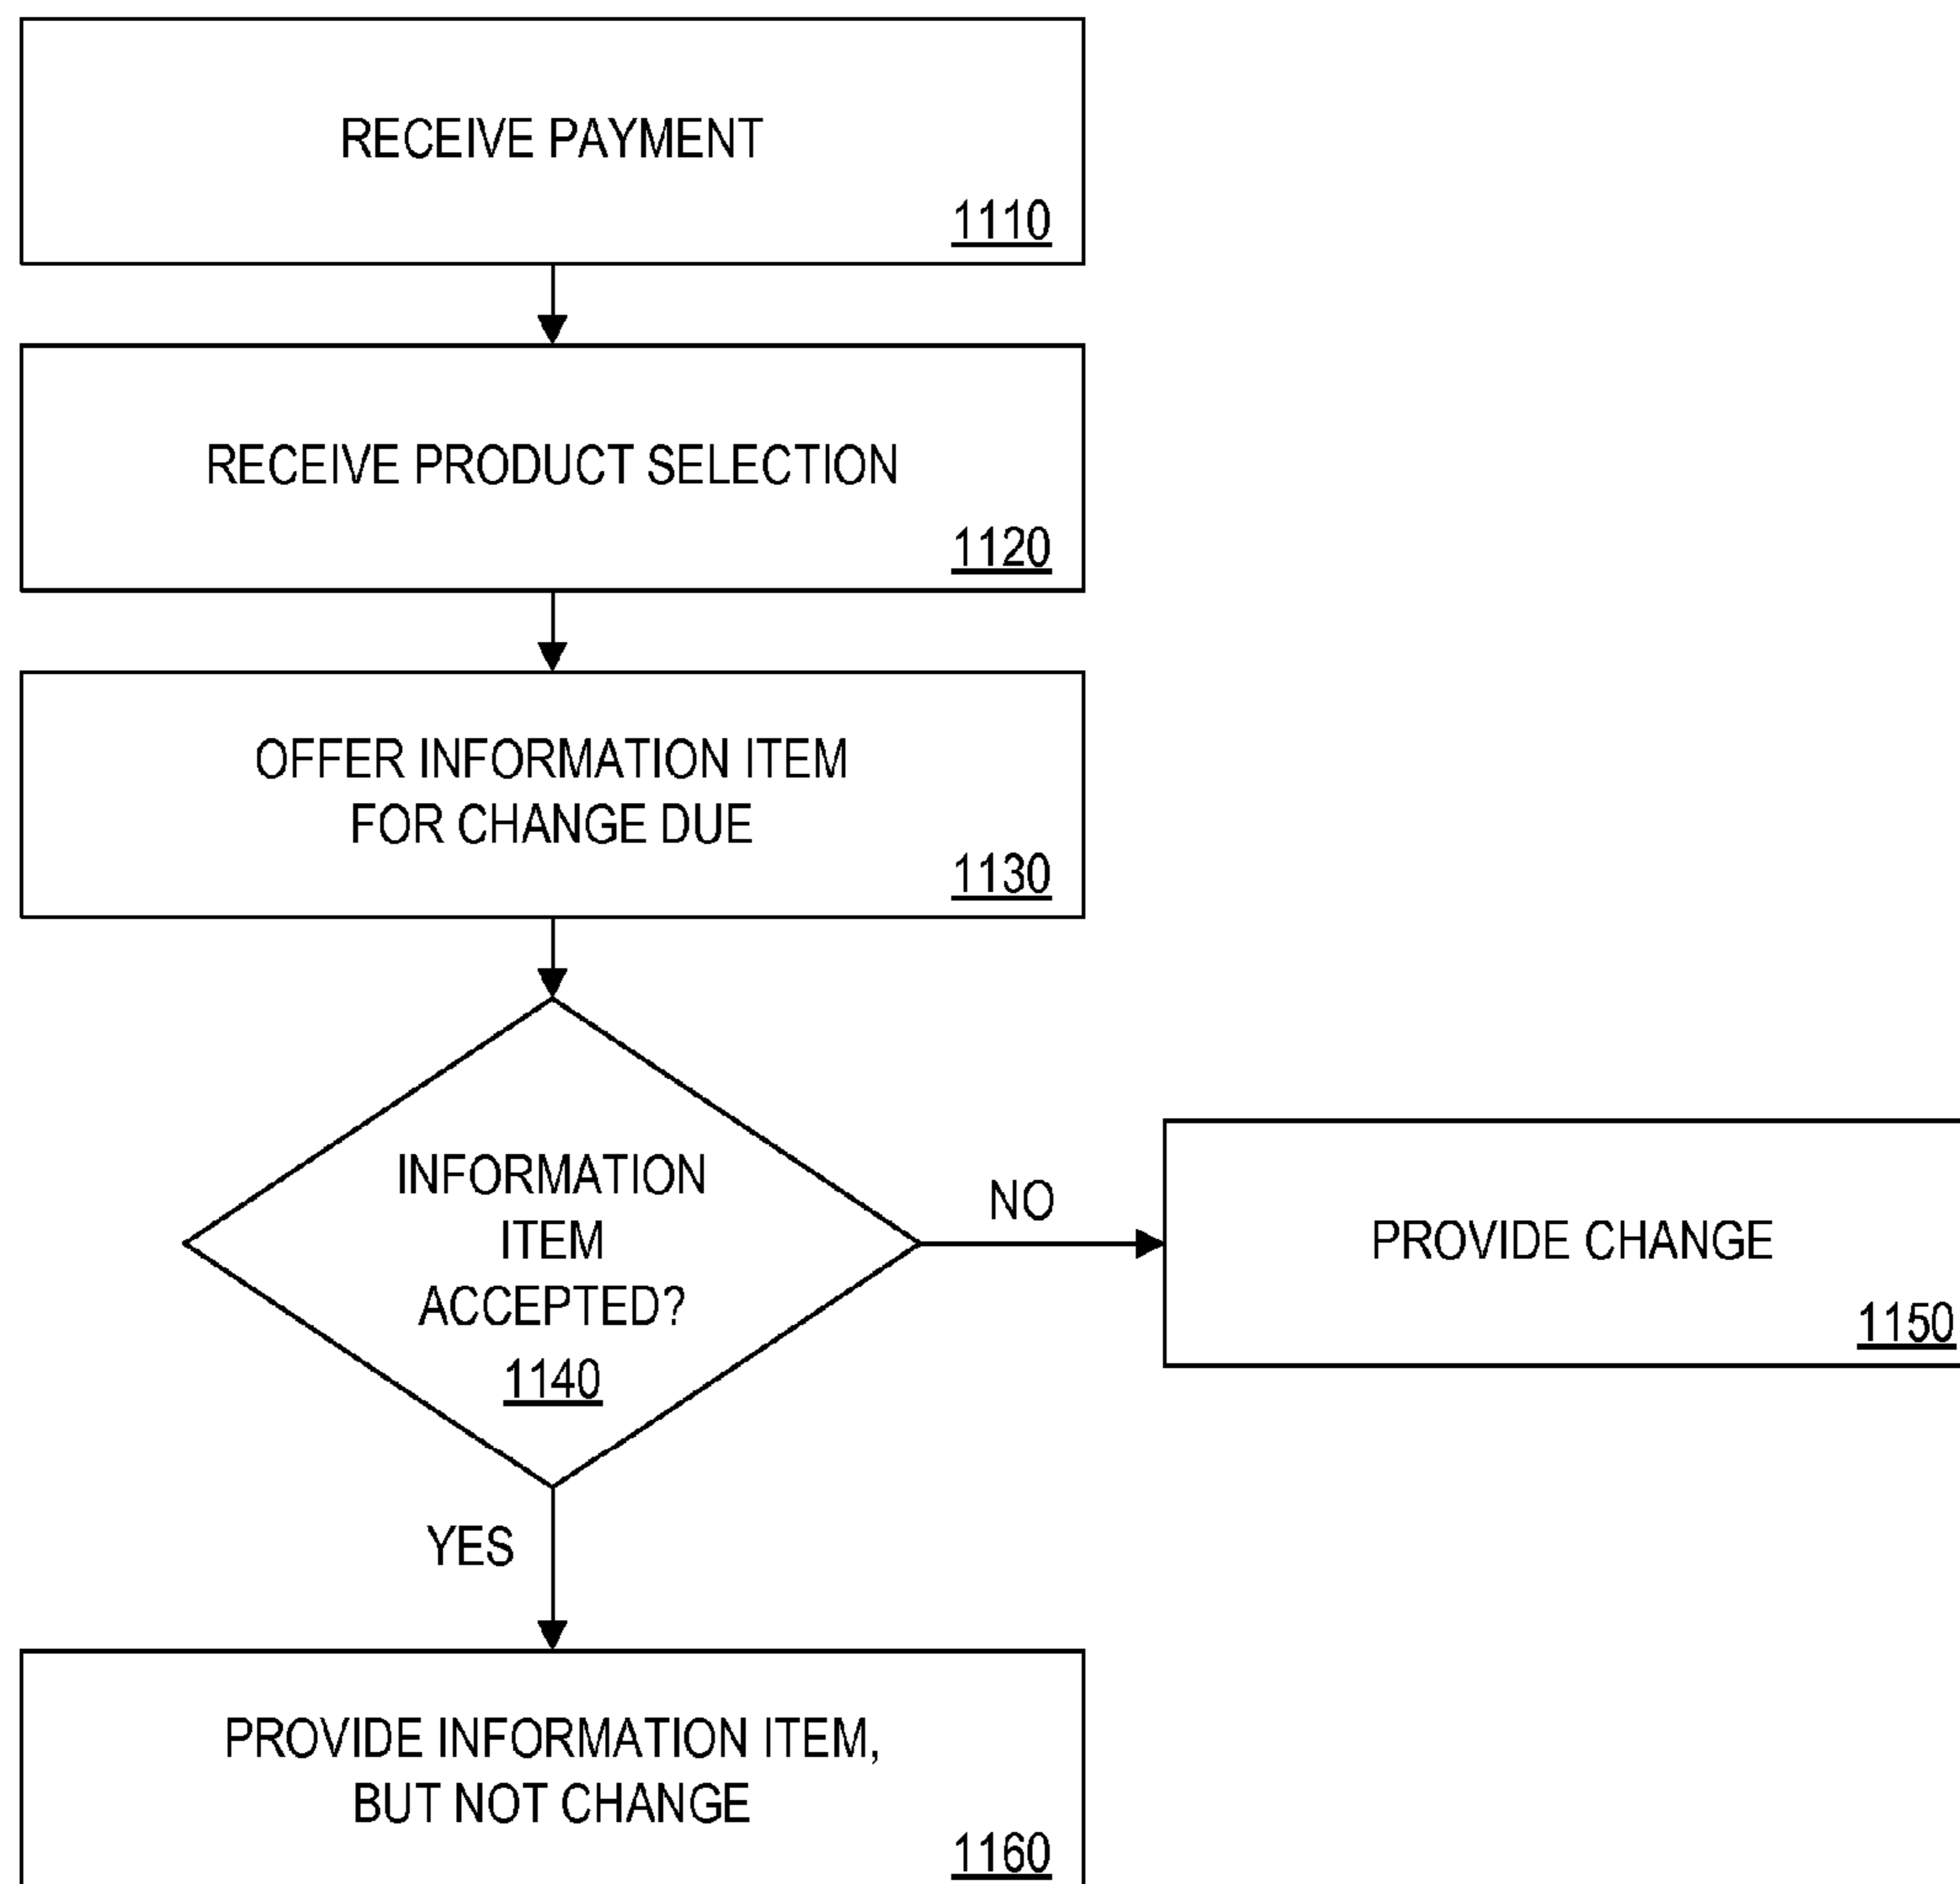 RECEIVE PAYMENT
1110
RECEIVE PRODUCT SELECTION
1120
OFFER INFORMATION ITEM
FOR CHANGE DUE
1130
INFORMATION
ITEM
ACCEPTED?
1140
NO
PROVIDE CHANGE
1150
YES
PROVIDE INFORMATION ITEM,
BUT NOT CHANGE
1160